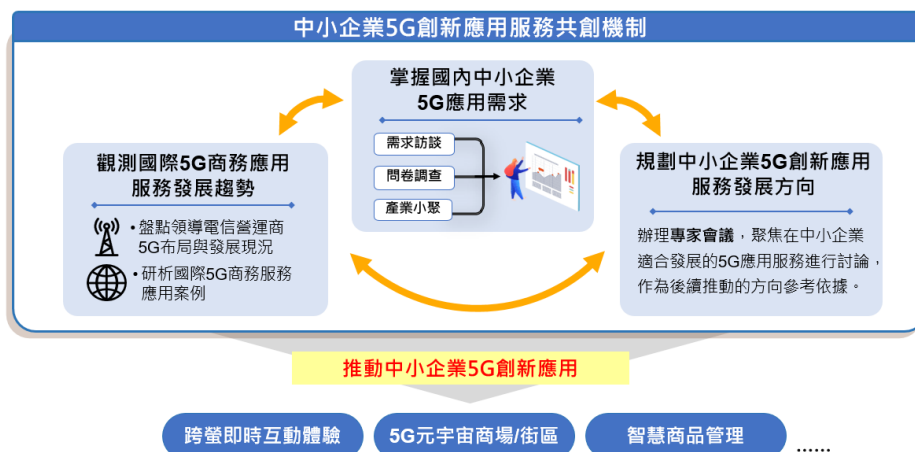 中小企業5G創新應用服務共創機制
掌握國內中小企業
5G應用需求
需求訪談
問卷調查
產業小聚
觀測國際5G商務應用
服務發展趨勢
•盤點領導電信營運商
5G布局與發展現況
•研析國際5G商務服務
應用案例
規劃中小企業5G創新應用
服務發展方向
辦理專家會議，聚焦在中小企業
適合發展的5G應用服務進行討論，
作為後續推動的方向參考依據。
推動中小企業5G創新應用
跨螢即時互動體驗
5G元宇宙商場/街區
智慧商品管理
......